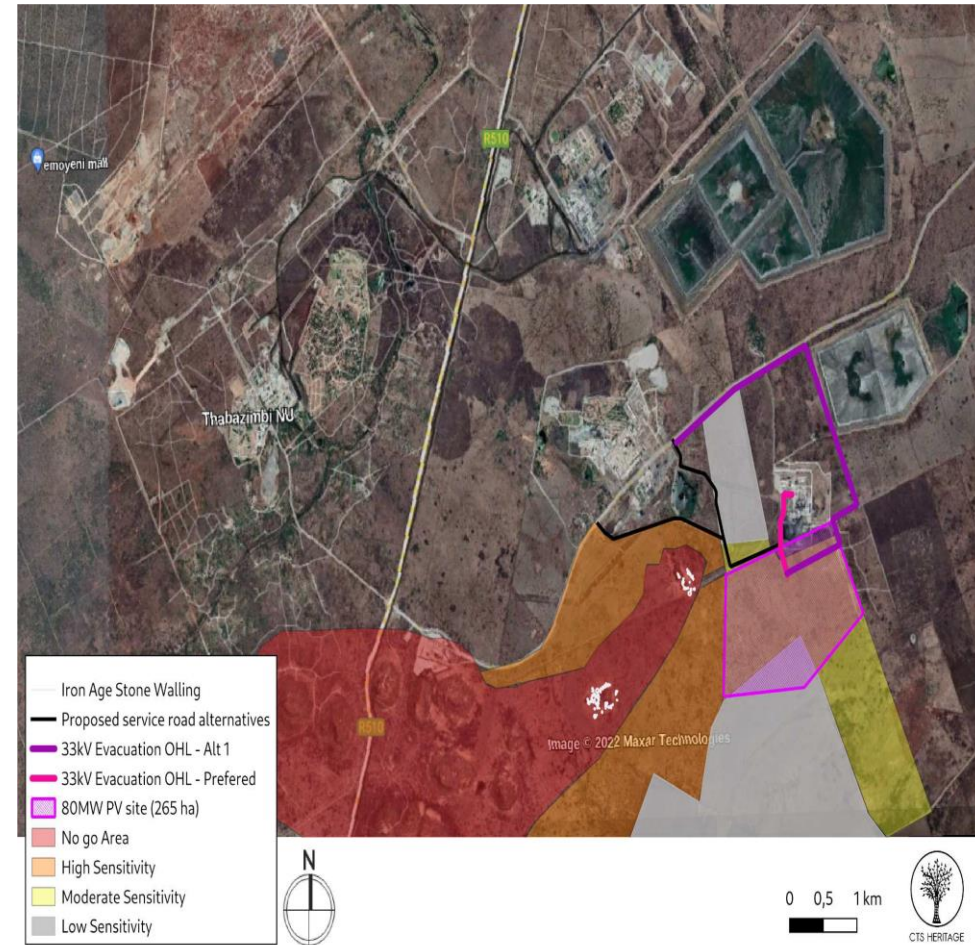 R510
emoyeni mall
Thabazimbi NU
R510
Image © 2022 Maxar Technologies
Iron Age Stone Walling
Proposed service road alternatives
33kV Evacuation OHL - Alt 1
33kV Evacuation OHL - Prefered
80MW PV site (265 ha)
No go Area
High Sensitivity
Moderate Sensitivity
Low Sensitivity
N
0 0,5 1 km
CTS HERITAGE